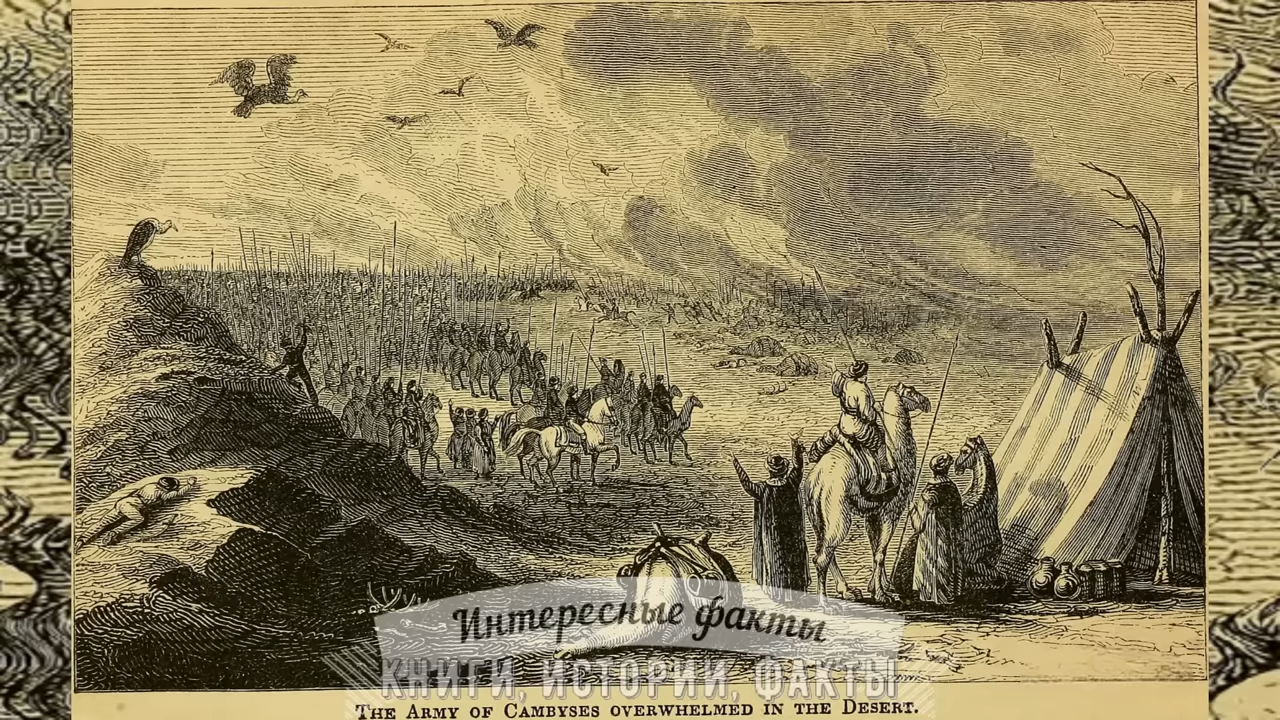 Интересные факты
КНИГИ, ИСТОРИИ, ФАКТЫ
THE ARMY OF CAMBYSES OVERWHELMED IN THE DESERT.